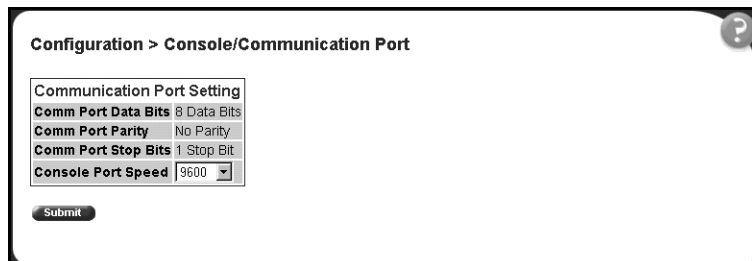 Configuration > Console/Communication Port
?
Communication Port Setting
Comm Port Data Bits 8 Data Bits
Comm Port Parity No Parity
Comm Port Stop Bits 1 Stop Bit
Console Port Speed 9600
Submit